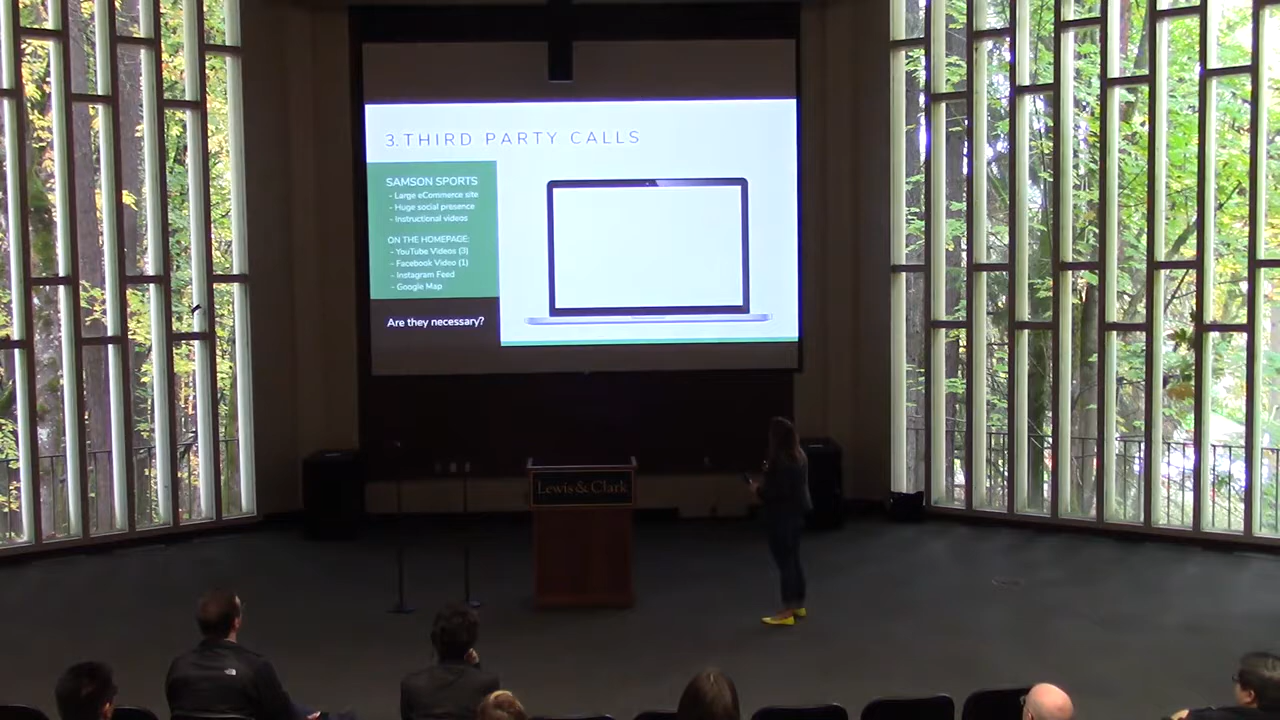 3. THIRD PARTY CALLS
SAMSON SPORTS
- Large eCommerce site
- Huge social presence
- Instructional videos
ON THE HOMEPAGE:
- YouTube Videos (3)
- Facebook Video (1)
- Instagram Feed
- Google Map
Are they necessary?
Lewis & Clark